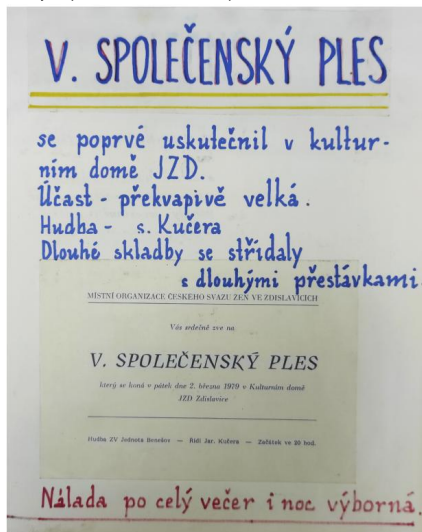 V. SPOLEČENSKÝ PLES
se poprvé uskutečnil v kultur-
ním domě JZD.
Účast - překvapivě velká.
Hudba - s. Kučera
Dlouhé skladby se střídaly
s dlouhými přestávkami.
MÍSTNÍ ORGANIZACE ČESKÉHO SVAZU ŽEN VE ZDISLAVICÍCH
Vás srdečně zve na
V. SPOLEČENSKÝ PLES
který se koná v pátek dne 2. března 1979 v Kulturním domě
JZD Zdislavice
Hudba ZV Jednota Benešov — Řídí Jar. Kučera — Začátek ve 20 hod.
Nálada po celý večer i noc výborná.